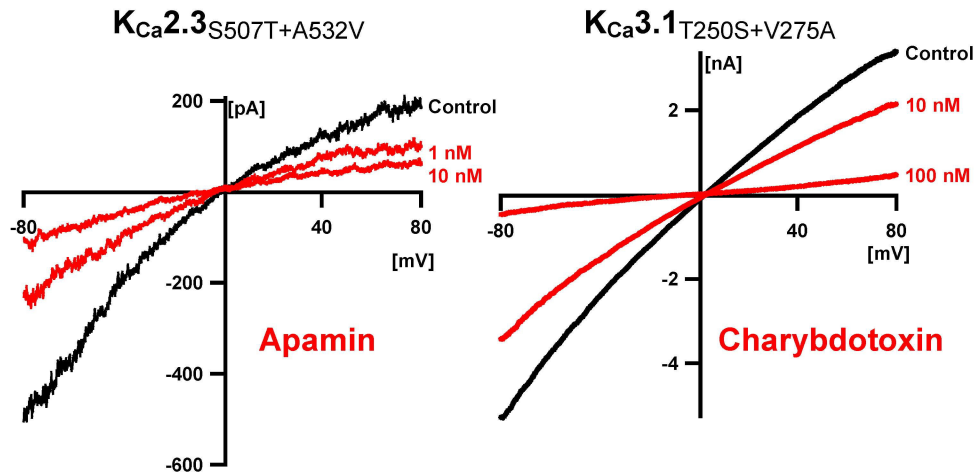 KCa2.3S507T+A532V
200
[pA]
Control
1 nM
10 nM
-80
40
80
[mV]
-200
Apamin
-400
-600
KCa3.1T250S+V275A
[nA]
Control
2
10 nM
100 nM
-80
40
80
[mV]
-2
Charybdotoxin
-4